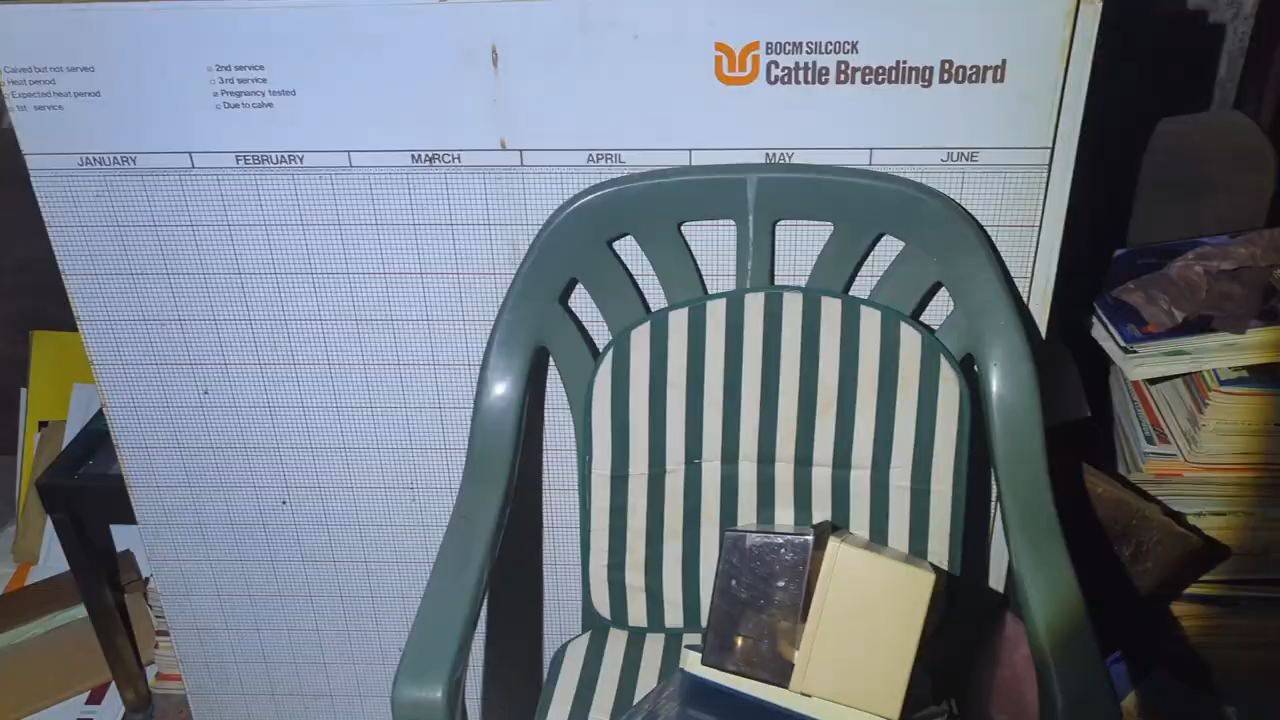 BOCM SILCOCK
Cattle Breeding Board
Calved but not served
Heat period
Expected heat period
1st service
2nd service
3rd service
Pregnancy tested
Due to calve
JANUARY
FEBRUARY
MARCH
APRIL
MAY
JUNE